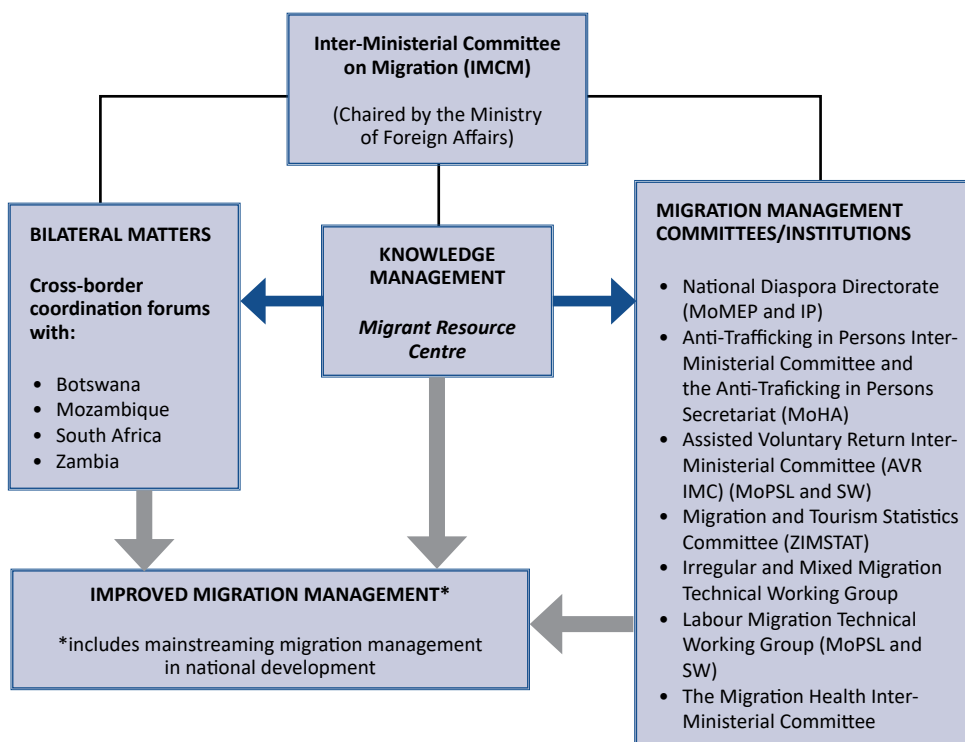 Inter-Ministerial Committee
on Migration (IMCM)
(Chaired by the Ministry
of Foreign Affairs)
BILATERAL MATTERS
Cross-border
coordination forums
with:
• Botswana
• Mozambique
• South Africa
• Zambia
KNOWLEDGE
MANAGEMENT
Migrant Resource
Centre
MIGRATION MANAGEMENT
COMMITTEES/INSTITUTIONS
• National Diaspora Directorate
(MoMEP and IP)
• Anti-Trafficking in Persons Inter-
Ministerial Committee and
the Anti-Traficking in Persons
Secretariat (MoHA)
• Assisted Voluntary Return Inter-
Ministerial Committee (AVR
IMC) (MoPSL and SW)
• Migration and Tourism Statistics
Committee (ZIMSTAT)
• Irregular and Mixed Migration
Technical Working Group
• Labour Migration Technical
Working Group (MoPSL and
SW)
• The Migration Health Inter-
Ministerial Committee
IMPROVED MIGRATION MANAGEMENT*
*includes mainstreaming migration management
in national development